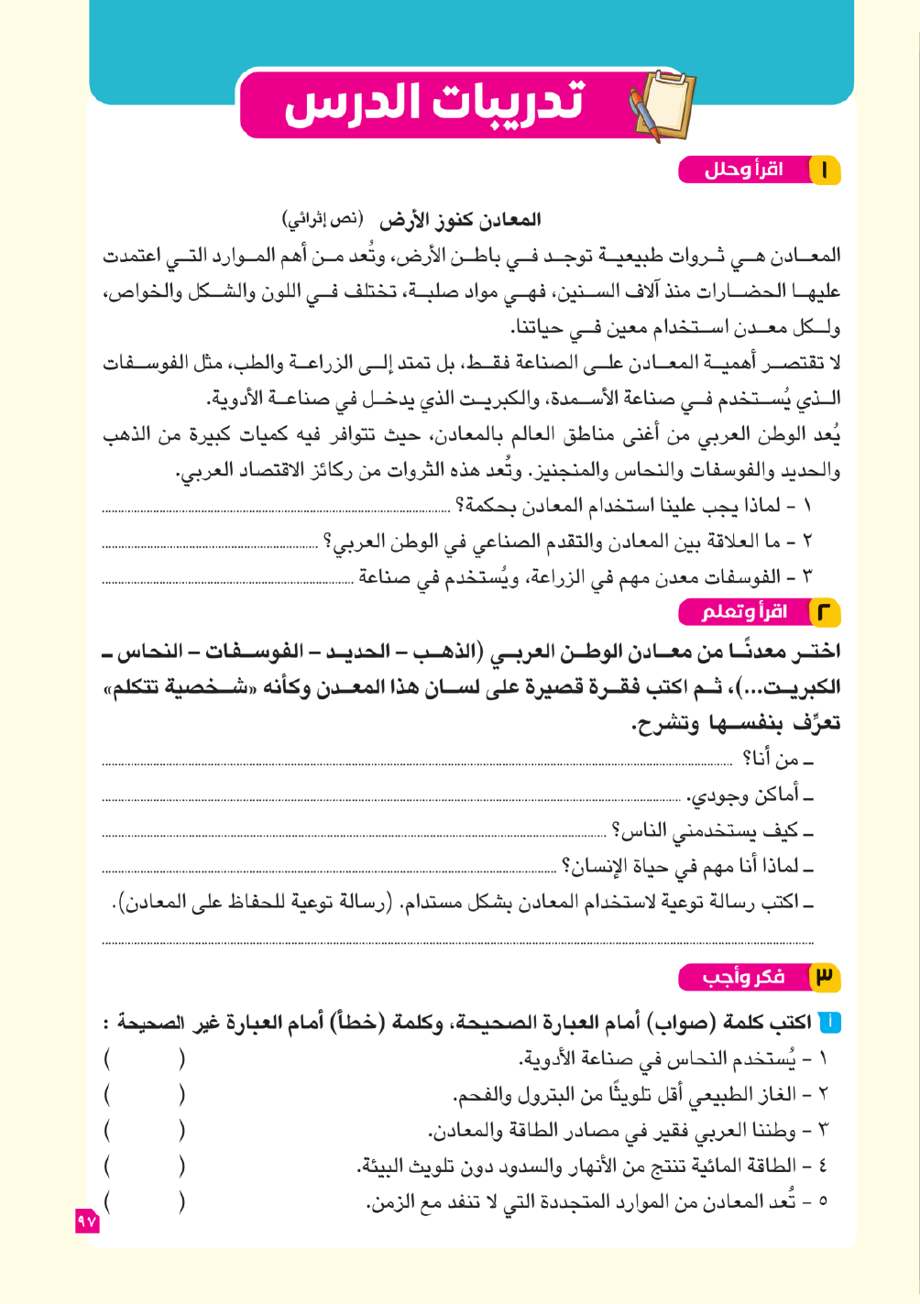 تدريبات الدرس
١ اقرأ وحلل
المعادن كنوز الأرض (نص إثرائي)
المعادن هي ثروات طبيعية توجد في باطن الأرض، وتُعد من أهم الموارد التي اعتمدت
عليها الحضارات منذ آلاف السنين، فهي مواد صلبة، تختلف في اللون والشكل والخواص،
ولكل معدن استخدام معين في حياتنا.
لا تقتصر أهمية المعادن على الصناعة فقط، بل تمتد إلى الزراعة والطب، مثل الفوسفات
الذي يُستخدم في صناعة الأسمدة، والكبريت الذي يدخل في صناعة الأدوية.
يُعد الوطن العربي من أغنى مناطق العالم بالمعادن، حيث تتوافر فيه كميات كبيرة من الذهب
والحديد والفوسفات والنحاس والمنجنيز. وتُعد هذه الثروات من ركائز الاقتصاد العربي.
١ - لماذا يجب علينا استخدام المعادن بحكمة؟ ..........
٢ - ما العلاقة بين المعادن والتقدم الصناعي في الوطن العربي؟ ..........
٣ - الفوسفات معدن مهم في الزراعة، ويُستخدم في صناعة ..........
٢ اقرأ وتعلم
اختر معدنًا من معادن الوطن العربي (الذهب – الحديد – الفوسفات – النحاس –
الكبريت...)، ثم اكتب فقرة قصيرة على لسان هذا المعدن وكأنه «شخصية تتكلم»
تعرِّف بنفسها وتشرح.
– من أنا؟ ..........
– أماكن وجودي. ..........
– كيف يستخدمني الناس؟ ..........
– لماذا أنا مهم في حياة الإنسان؟ ..........
– اكتب رسالة توعية لاستخدام المعادن بشكل مستدام. (رسالة توعية للحفاظ على المعادن).
..........
٣ فكر وأجب
أ اكتب كلمة (صواب) أمام العبارة الصحيحة، وكلمة (خطأ) أمام العبارة غير الصحيحة :
١ - يُستخدم النحاس في صناعة الأدوية. ( )
٢ - الغاز الطبيعي أقل تلويثًا من البترول والفحم. ( )
٣ - وطننا العربي فقير في مصادر الطاقة والمعادن. ( )
٤ - الطاقة المائية تنتج من الأنهار والسدود دون تلويث البيئة. ( )
٥ - تُعد المعادن من الموارد المتجددة التي لا تنفد مع الزمن. ( )
٩٧